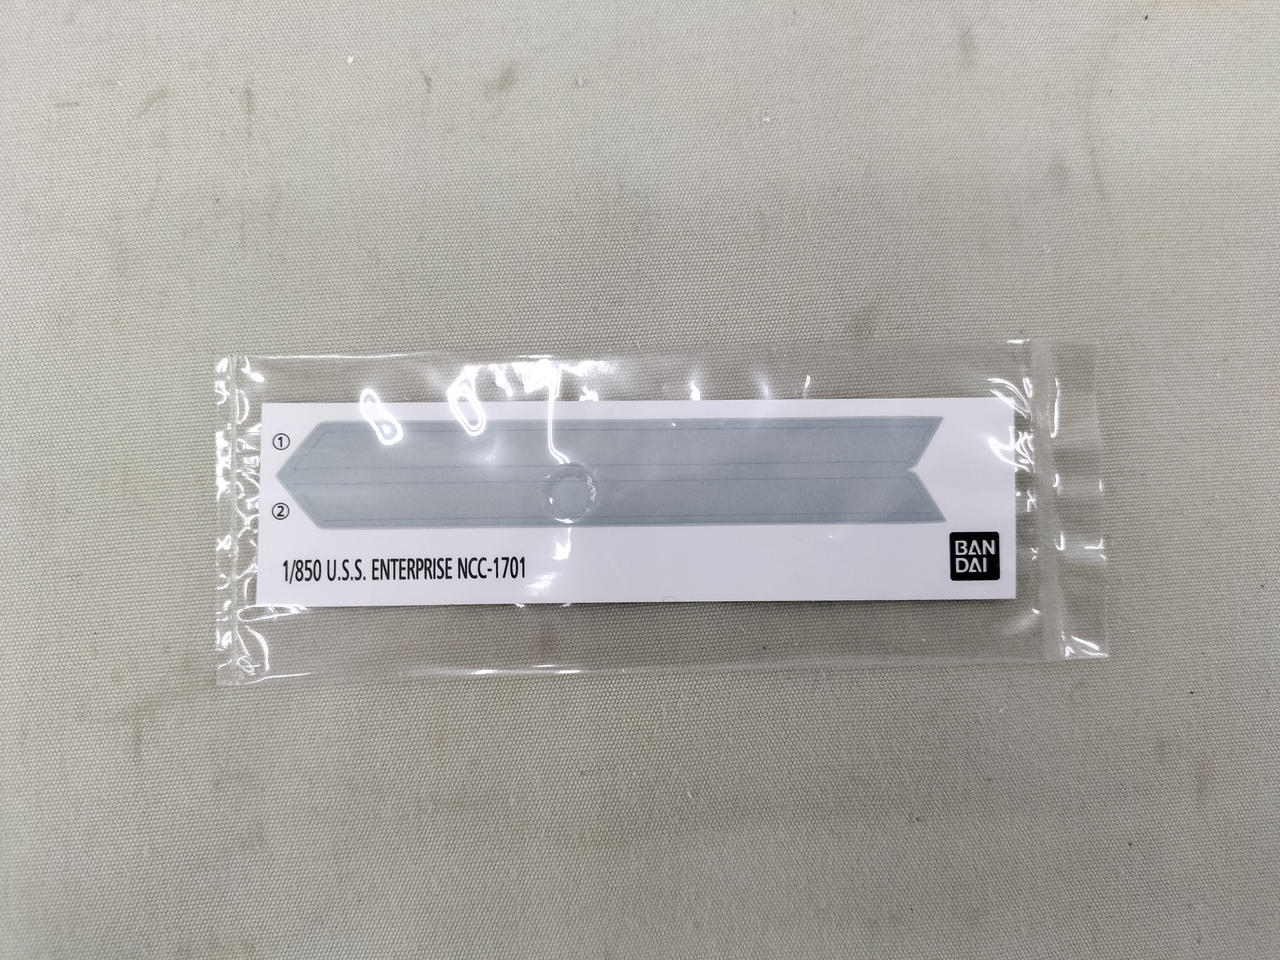 ①
②
1/850 U.S.S. ENTERPRISE NCC-1701
BAN
DAI